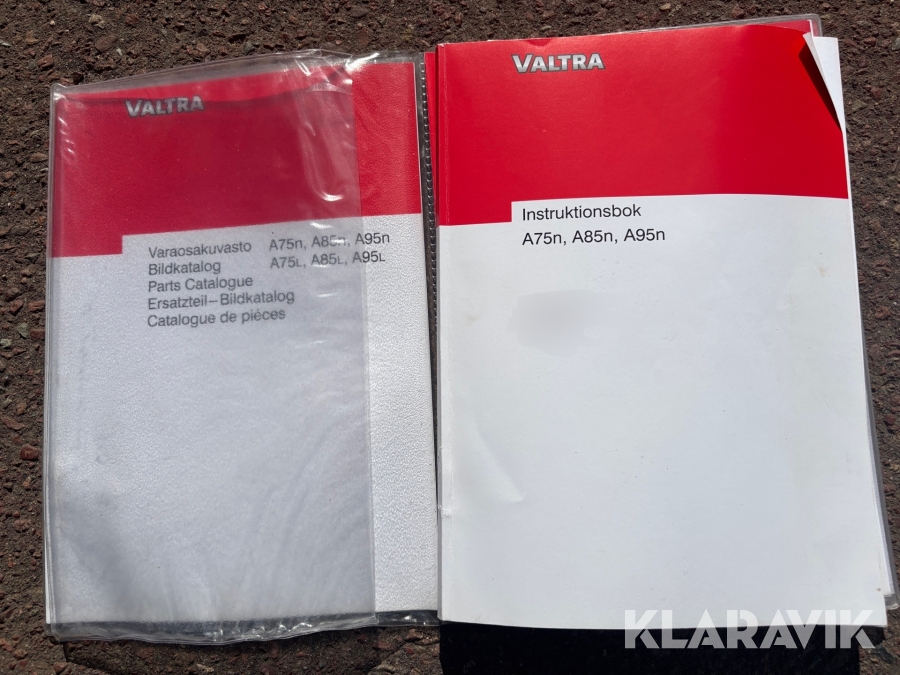 VALTRA
Varaosakuvasto A75n, A85n, A95n
Bildkatalog A75L, A85L, A95L
Parts Catalogue
Ersatzteil–Bildkatalog
Catalogue de piéces
VALTRA
Instruktionsbok
A75n, A85n, A95n
KLARAVIK